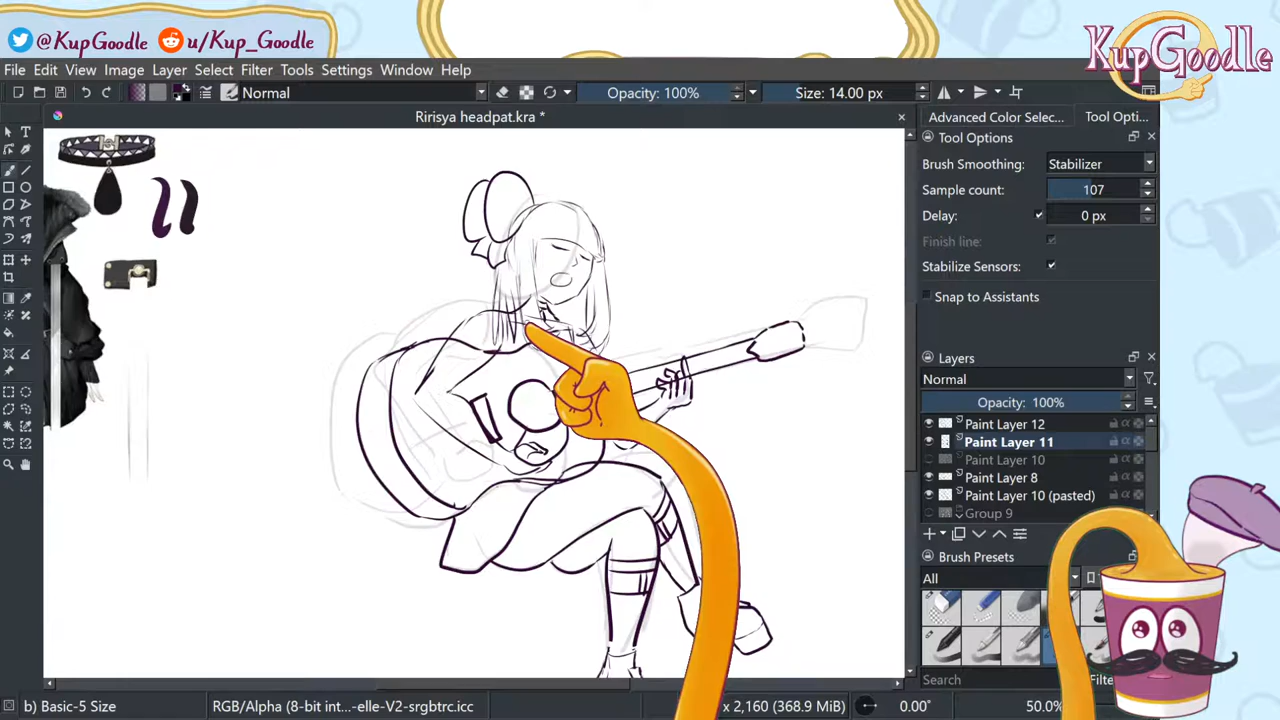 @KupGoodle u/Kup_Goodle
KupGoodle
File Edit View Image Layer Select Filter Tools Settings Window Help
Normal Opacity: 100% Size: 14.00 px
Ririsya headpat.kra *
Advanced Color Selec... Tool Opti...
Tool Options
Brush Smoothing: Stabilizer
Sample count: 107
Delay: 0 px
Finish line:
Stabilize Sensors:
Snap to Assistants
Layers
Normal
Opacity: 100%
Paint Layer 12
Paint Layer 11
Paint Layer 10
Paint Layer 8
Paint Layer 10 (pasted)
Group 9
Brush Presets
All
Search
b) Basic-5 Size RGB/Alpha (8-bit int...-elle-V2-srgbtrc.icc x 2,160 (368.9 MiB) 0.00° 50.0%